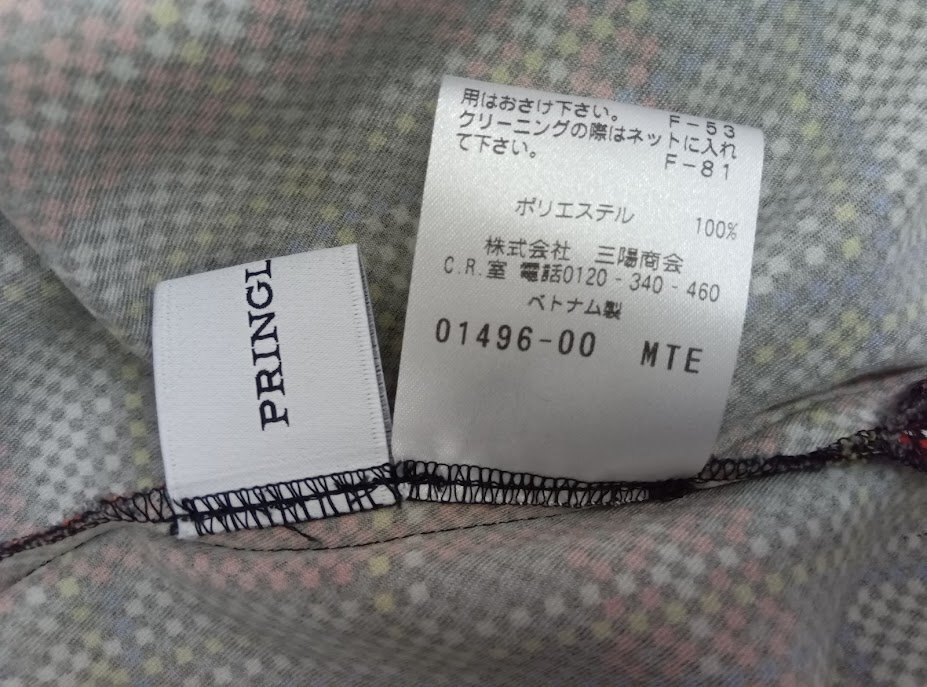 PRINGL
用はおさけ下さい。 F-53
クリーニングの際はネットに入れ
て下さい。 F-81
ポリエステル 100%
株式会社 三陽商会
C.R.室 電話0120-340-460
ベトナム製
01496-00 MTE